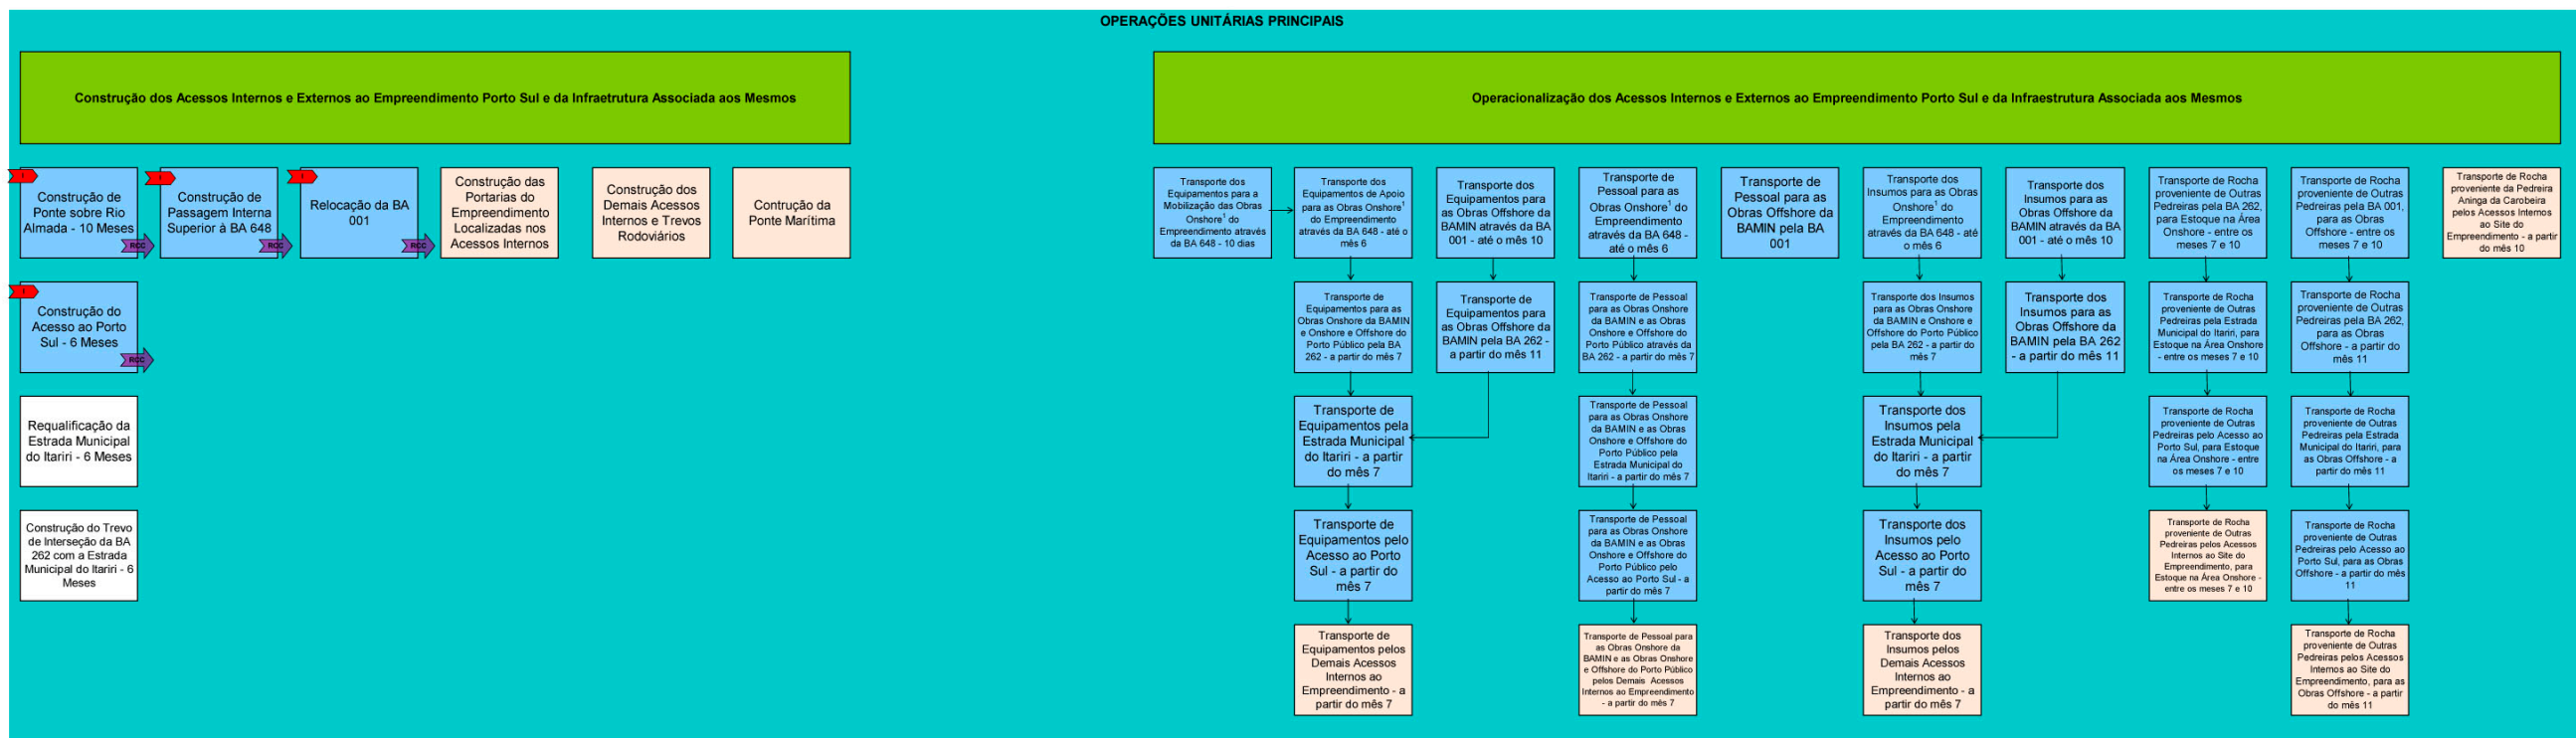 OPERAÇÕES UNITÁRIAS PRINCIPAIS
Construção dos Acessos Internos e Externos ao Empreendimento Porto Sul e da Infraetrutura Associada aos Mesmos
Operacionalização dos Acessos Internos e Externos ao Empreendimento Porto Sul e da Infraestrutura Associada aos Mesmos
I
Construção de
Ponte sobre Rio
Almada - 10 Meses
RCC
I
Construção de
Passagem Interna
Superior à BA 648
RCC
I
Relocação da BA
001
RCC
Construção das
Portarias do
Empreendimento
Localizadas nos
Acessos Internos
Construção dos
Demais Acessos
Internos e Trevos
Rodoviários
Contrução da
Ponte Marítima
Transporte dos
Equipamentos para a
Mobilização das Obras
Onshore1 do
Empreendimento através
da BA 648 - 10 dias
Transporte dos
Equipamentos de Apoio
para as Obras Onshore1
do Empreendimento
através da BA 648 - até o
mês 6
Transporte dos
Equipamentos para
as Obras Offshore da
BAMIN através da BA
001 - até o mês 10
Transporte de
Pessoal para as
Obras Onshore1 do
Empreendimento
através da BA 648 -
até o mês 6
Transporte de
Pessoal para as
Obras Offshore da
BAMIN pela BA
001
Transporte dos
Insumos para as Obras
Onshore1 do
Empreendimento
através da BA 648 - até
o mês 6
Transporte dos
Insumos para as
Obras Offshore da
BAMIN através da BA
001 - até o mês 10
Transporte de Rocha
proveniente de Outras
Pedreiras pela BA 262,
para Estoque na Área
Onshore - entre os
meses 7 e 10
Transporte de Rocha
proveniente de Outras
Pedreiras pela BA 001,
para as Obras
Offshore - entre os
meses 7 e 10
Transporte de Rocha
proveniente da Pedreira
Aninga da Carobeira
pelos Acessos Internos
ao Site do
Empreendimento - a partir
do mês 10
I
Construção do
Acesso ao Porto
Sul - 6 Meses
RCC
Transporte de
Equipamentos para as
Obras Onshore da BAMIN
e Onshore e Offshore do
Porto Público pela BA
262 - a partir do mês 7
Transporte de
Equipamentos para
as Obras Offshore da
BAMIN pela BA 262 -
a partir do mês 11
Transporte de Pessoal
para as Obras Onshore
da BAMIN e as Obras
Onshore e Offshore do
Porto Público através da
BA 262 - a partir do mês 7
Transporte dos Insumos
para as Obras Onshore
da BAMIN e Onshore e
Offshore do Porto Público
pela BA 262 - a partir do
mês 7
Transporte dos
Insumos para as
Obras Offshore da
BAMIN pela BA 262
- a partir do mês 11
Transporte de Rocha
proveniente de Outras
Pedreiras pela Estrada
Municipal do Itariri, para
Estoque na Área Onshore
- entre os meses 7 e 10
Transporte de Rocha
proveniente de Outras
Pedreiras pela BA 262,
para as Obras
Offshore - a partir do
mês 11
Requalificação da
Estrada Municipal
do Itariri - 6 Meses
Transporte de
Equipamentos pela
Estrada Municipal
do Itariri - a partir
do mês 7
Transporte de Pessoal
para as Obras Onshore
da BAMIN e as Obras
Onshore e Offshore do
Porto Público pela
Estrada Municipal do
Itariri - a partir do mês 7
Transporte dos
Insumos pela
Estrada Municipal
do Itariri - a partir
do mês 7
Transporte de Rocha
proveniente de Outras
Pedreiras pelo Acesso ao
Porto Sul, para Estoque
na Área Onshore - entre
os meses 7 e 10
Transporte de Rocha
proveniente de Outras
Pedreiras pela Estrada
Municipal do Itariri, para
as Obras Offshore - a
partir do mês 11
Construção do Trevo
de Interseção da BA
262 com a Estrada
Municipal do Itariri - 6
Meses
Transporte de
Equipamentos pelo
Acesso ao Porto
Sul - a partir do
mês 7
Transporte de Pessoal
para as Obras Onshore
da BAMIN e as Obras
Onshore e Offshore do
Porto Público pelo
Acesso ao Porto Sul - a
partir do mês 7
Transporte dos
Insumos pelo
Acesso ao Porto
Sul - a partir do
mês 7
Transporte de Rocha
proveniente de Outras
Pedreiras pelos Acessos
Internos ao Site do
Empreendimento, para
Estoque na Área Onshore -
entre os meses 7 e 10
Transporte de Rocha
proveniente de Outras
Pedreiras pelo Acesso ao
Porto Sul, para as Obras
Offshore - a partir do mês
11
Transporte de
Equipamentos pelos
Demais Acessos
Internos ao
Empreendimento - a
partir do mês 7
Transporte de Pessoal para
as Obras Onshore da
BAMIN e as Obras Onshore
e Offshore do Porto Público
pelos Demais Acessos
Internos ao Empreendimento
- a partir do mês 7
Transporte dos
Insumos pelos
Demais Acessos
Internos ao
Empreendimento - a
partir do mês 7
Transporte de Rocha
proveniente de Outras
Pedreiras pelos Acessos
Internos ao Site do
Empreendimento, para as
Obras Offshore - a partir
do mês 11